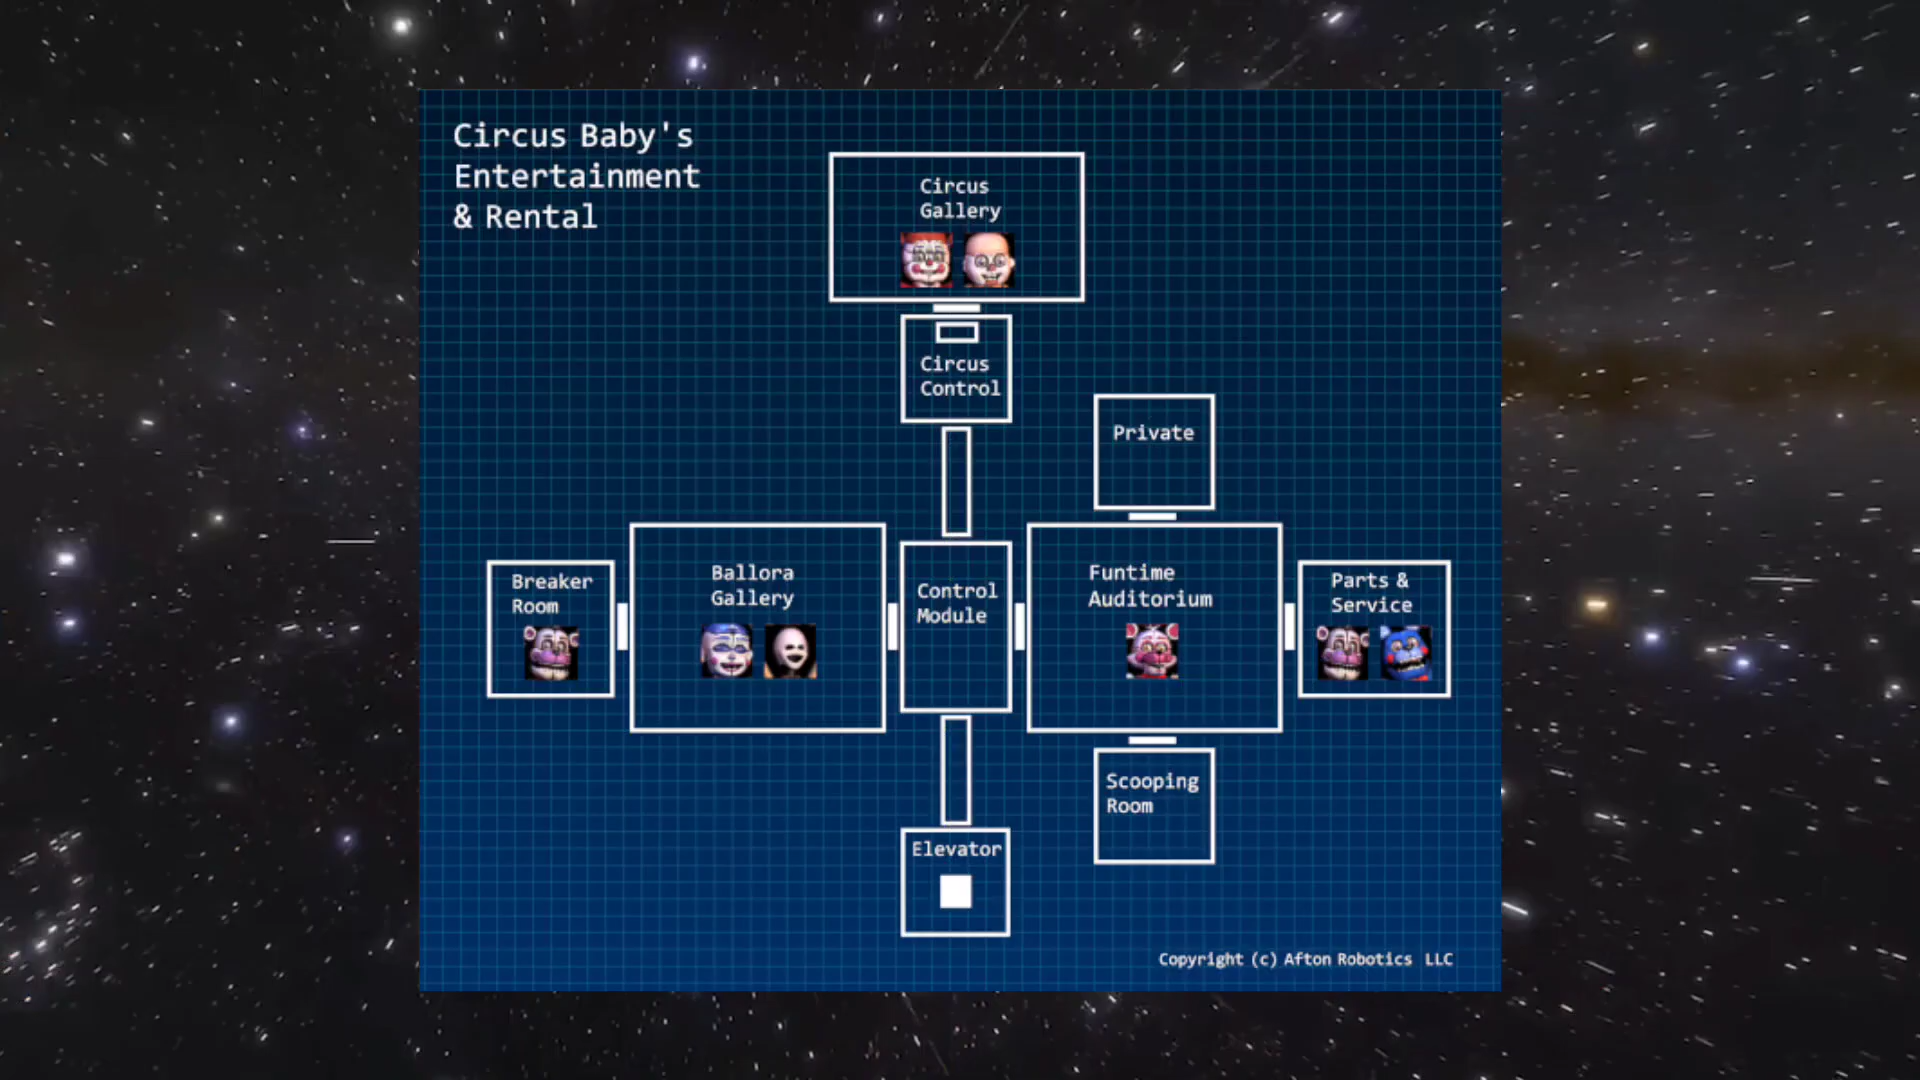 Circus Baby's
Entertainment
& Rental
Circus
Gallery
Circus
Control
Private
Breaker
Room
Ballora
Gallery
Control
Module
Funtime
Auditorium
Parts &
Service
Scooping
Room
Elevator
Copyright (c) Afton Robotics LLC